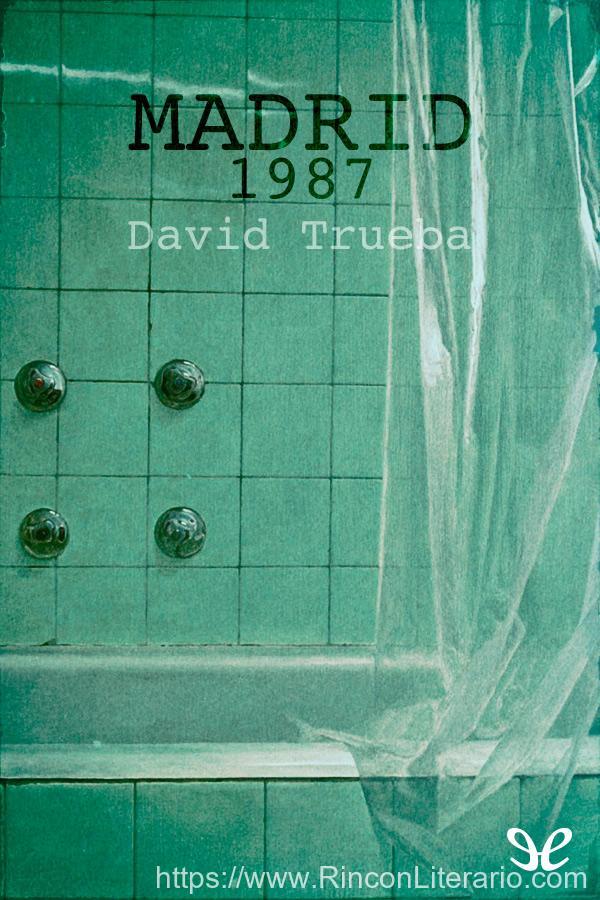 MADRID
1987
David Trueba
https://www.RinconLiterario.com